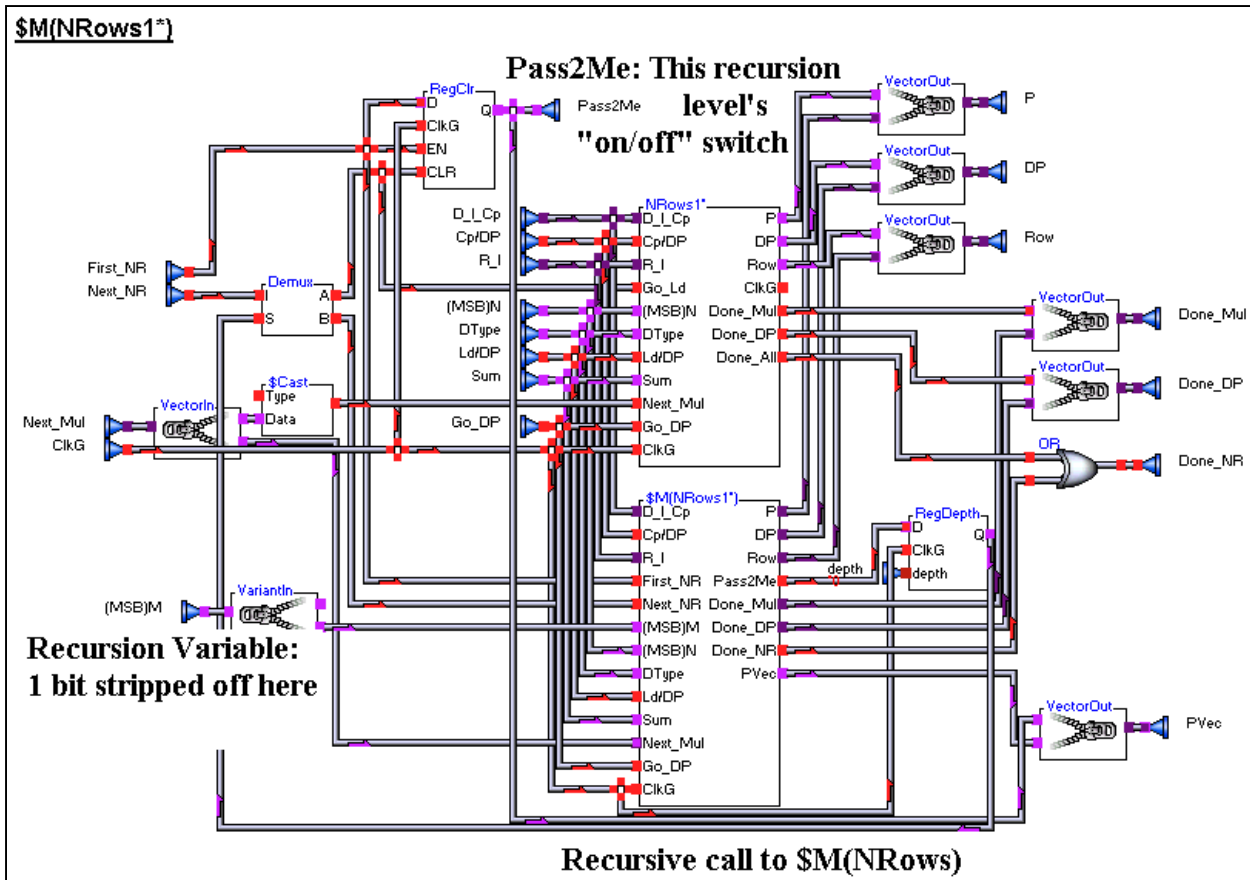 $M(NRows1*)
Pass2Me: This recursion
level's
"on/off" switch
RegClr
D
ClkG
EN
CLR
Q
Pass2Me
VectorOut
P
VectorOut
DP
VectorOut
Row
First_NR
Next_NR
Demux
I
S
A
B
D_I_Cp
Cp/DP
R_I
(MSB)N
DType
Ld/DP
Sum
Go_DP
NRows1*
D_I_Cp
Cp/DP
R_I
Go_Ld
(MSB)N
DType
Ld/DP
Sum
Next_Mul
Go_DP
ClkG
P
DP
Row
ClkG
Done_Mul
Done_DP
Done_All
VectorOut
Done_Mul
VectorOut
Done_DP
OR
Done_NR
$Cast
Type
Data
Next_Mul
ClkG
VectorIn
$M(NRows1*)
D_I_Cp
Cp/DP
R_I
First_NR
Next_NR
(MSB)M
(MSB)N
DType
Ld/DP
Sum
Next_Mul
Go_DP
ClkG
P
DP
Row
Pass2Me
Done_Mul
Done_DP
Done_NR
PVec
depth
RegDepth
D
ClkG
depth
Q
(MSB)M
VariantIn
Recursion Variable:
1 bit stripped off here
VectorOut
PVec
Recursive call to $M(NRows)